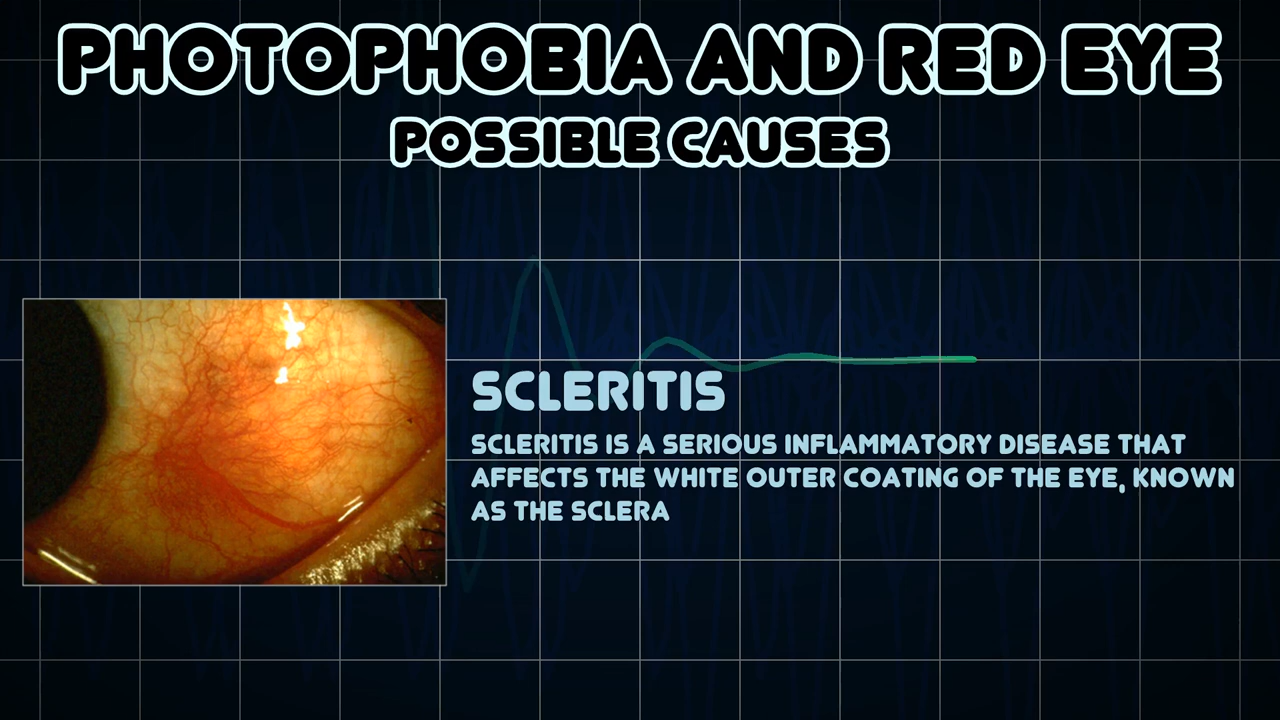 PHOTOPHOBIA AND RED EYE
POSSIBLE CAUSES
SCLERITIS
SCLERITIS IS A SERIOUS INFLAMMATORY DISEASE THAT
AFFECTS THE WHITE OUTER COATING OF THE EYE, KNOWN
AS THE SCLERA